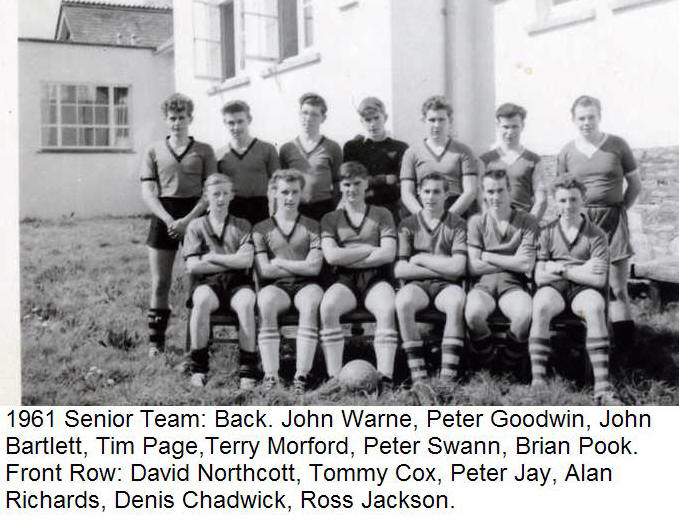 1961 Senior Team: Back. John Warne, Peter Goodwin, John
Bartlett, Tim Page,Terry Morford, Peter Swann, Brian Pook.
Front Row: David Northcott, Tommy Cox, Peter Jay, Alan
Richards, Denis Chadwick, Ross Jackson.